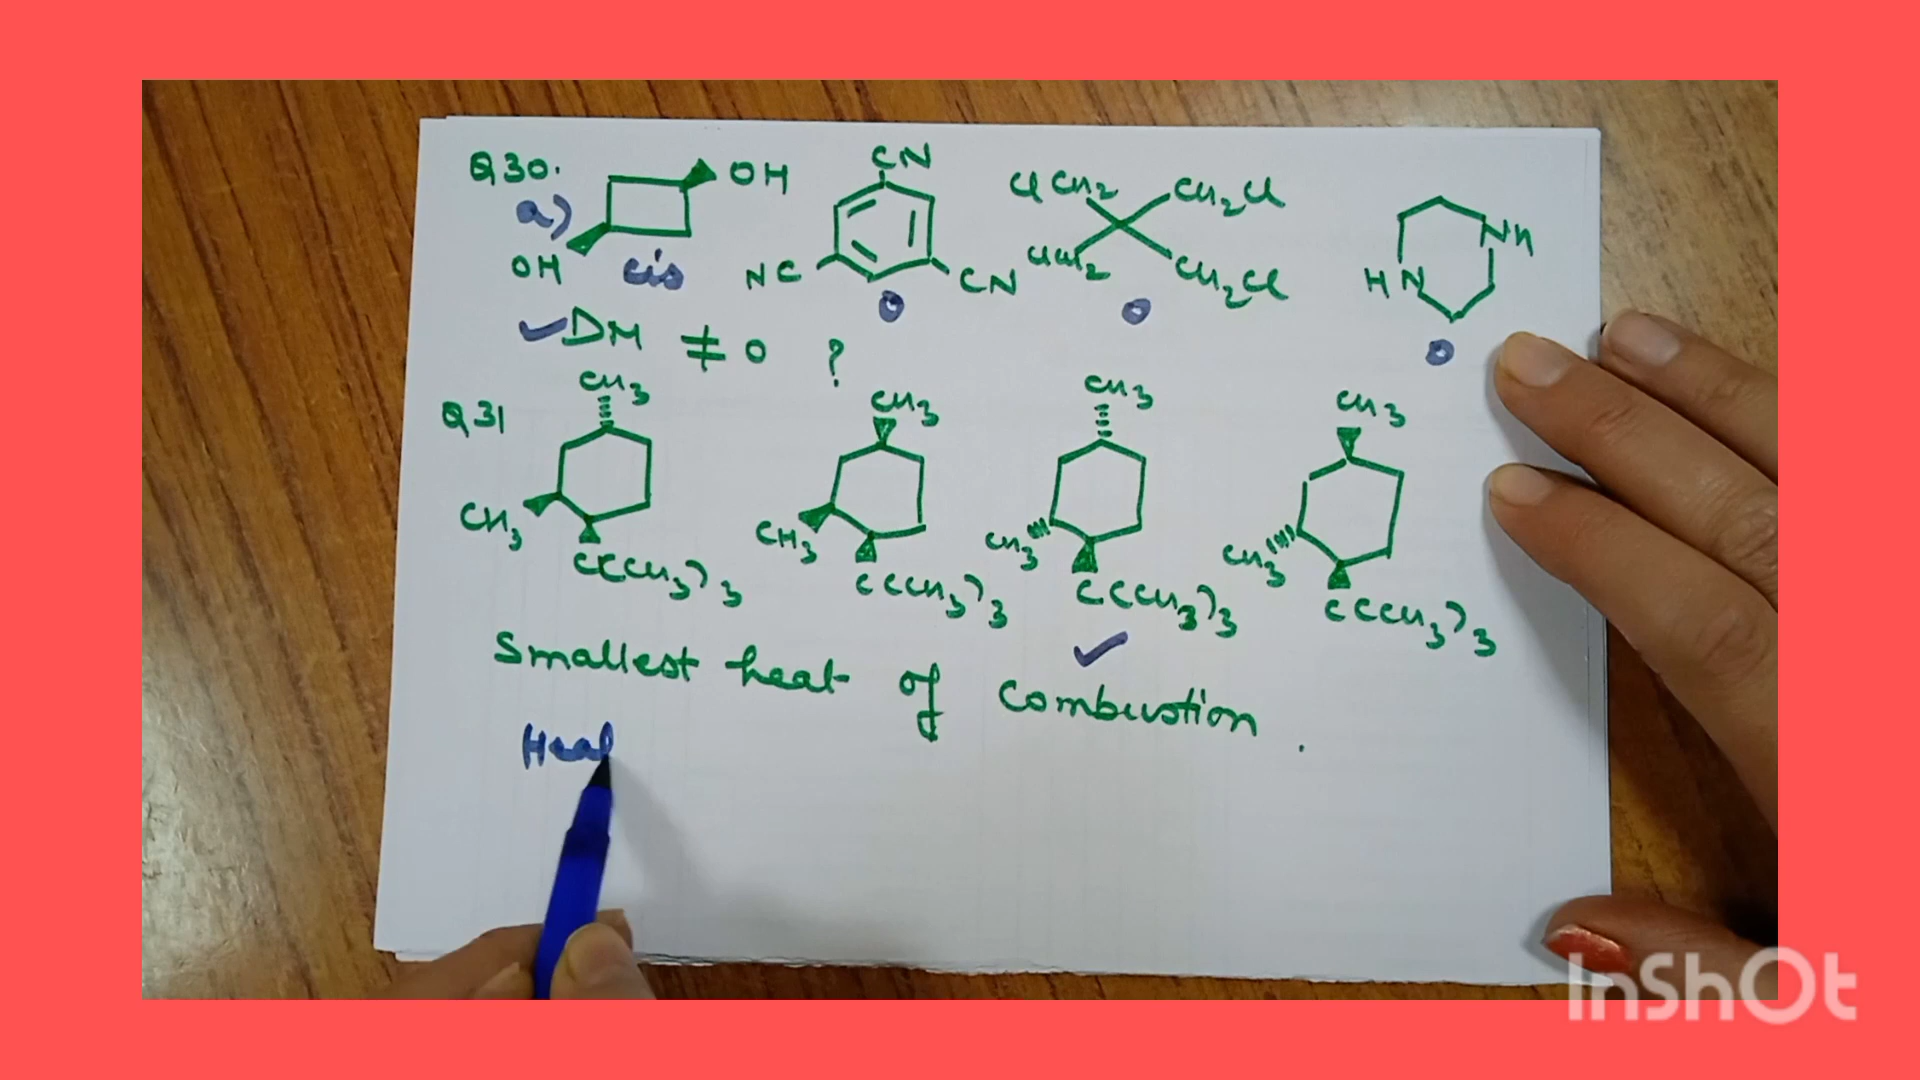 Q30.
a)
OH
OH
cis
CN
NC
CN
ClCH2
CH2Cl
ClCH2
CH2Cl
NH
HN
0
0
0
✓DM ≠ 0 ?
Q31
CH3
CH3
C(CH3)3
CH3
CH3
C(CH3)3
CH3
CH3
C(CH3)3
✓
CH3
CH3
C(CH3)3
Smallest heat of combustion.
Heat
InShOt